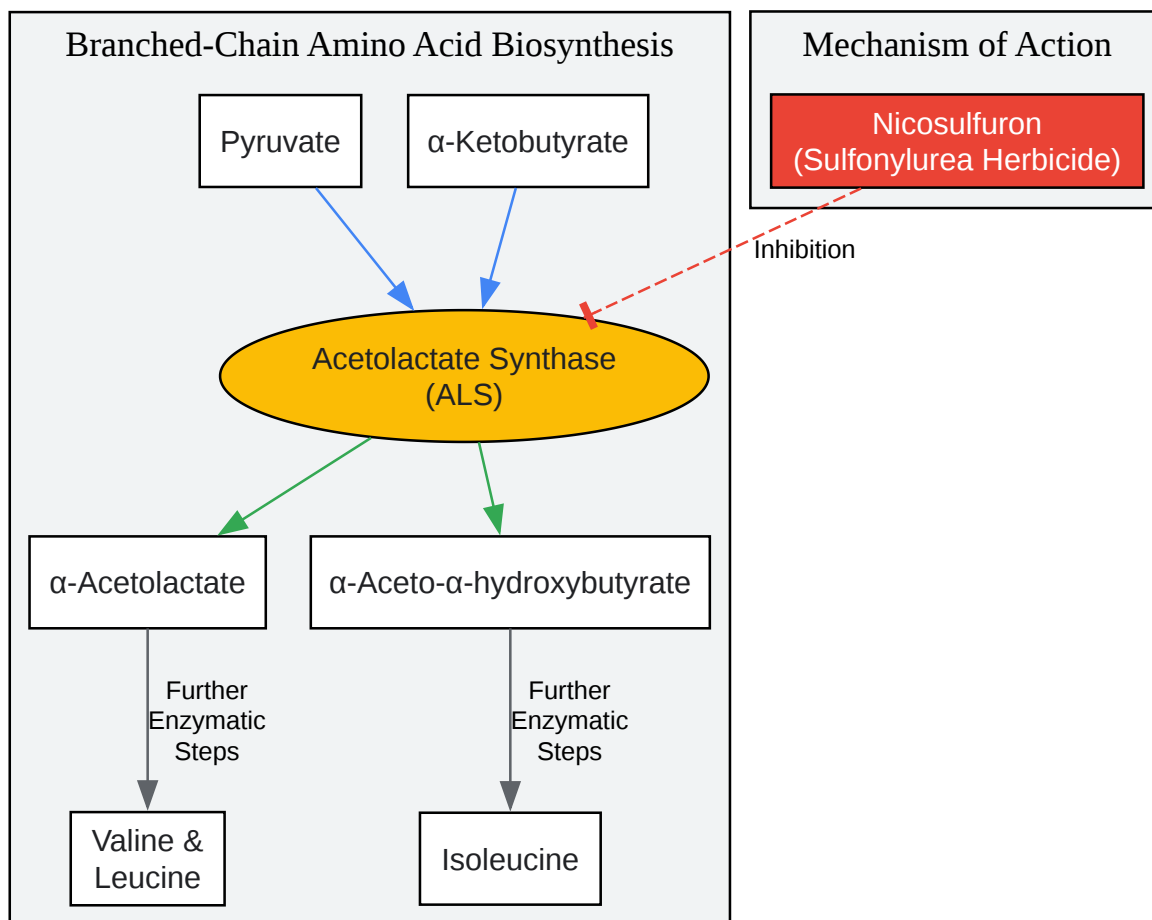 Branched-Chain Amino Acid Biosynthesis
Mechanism of Action
Pyruvate
α-Ketobutyrate
Nicosulfuron
(Sulfonylurea Herbicide)
Inhibition
Acetolactate Synthase
(ALS)
α-Acetolactate
α-Aceto-α-hydroxybutyrate
Further
Enzymatic
Steps
Further
Enzymatic
Steps
Valine &
Leucine
Isoleucine